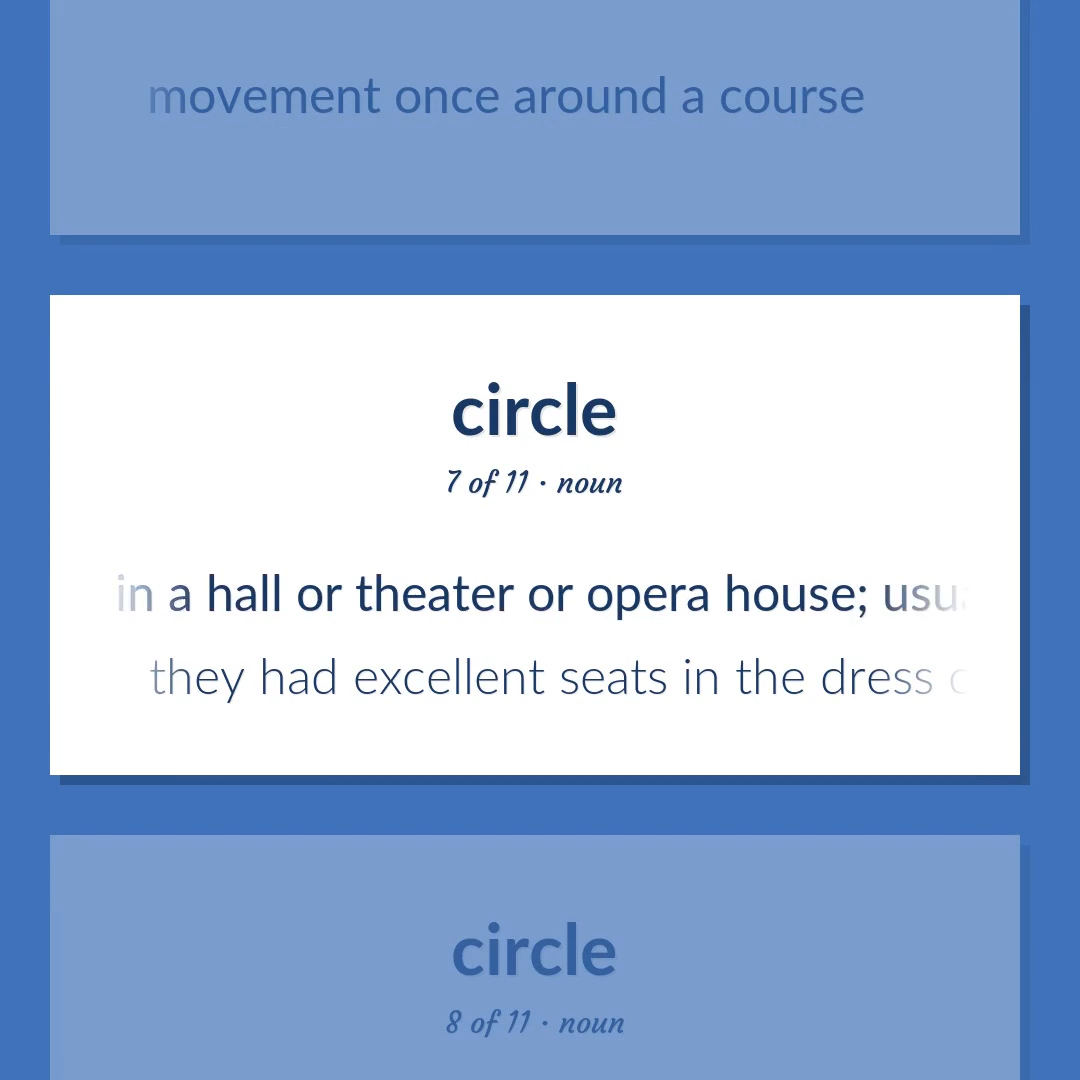 movement once around a course
circle
7 of 11 · noun
in a hall or theater or opera house;
they had excellent seats in the dress
circle
8 of 11 · noun